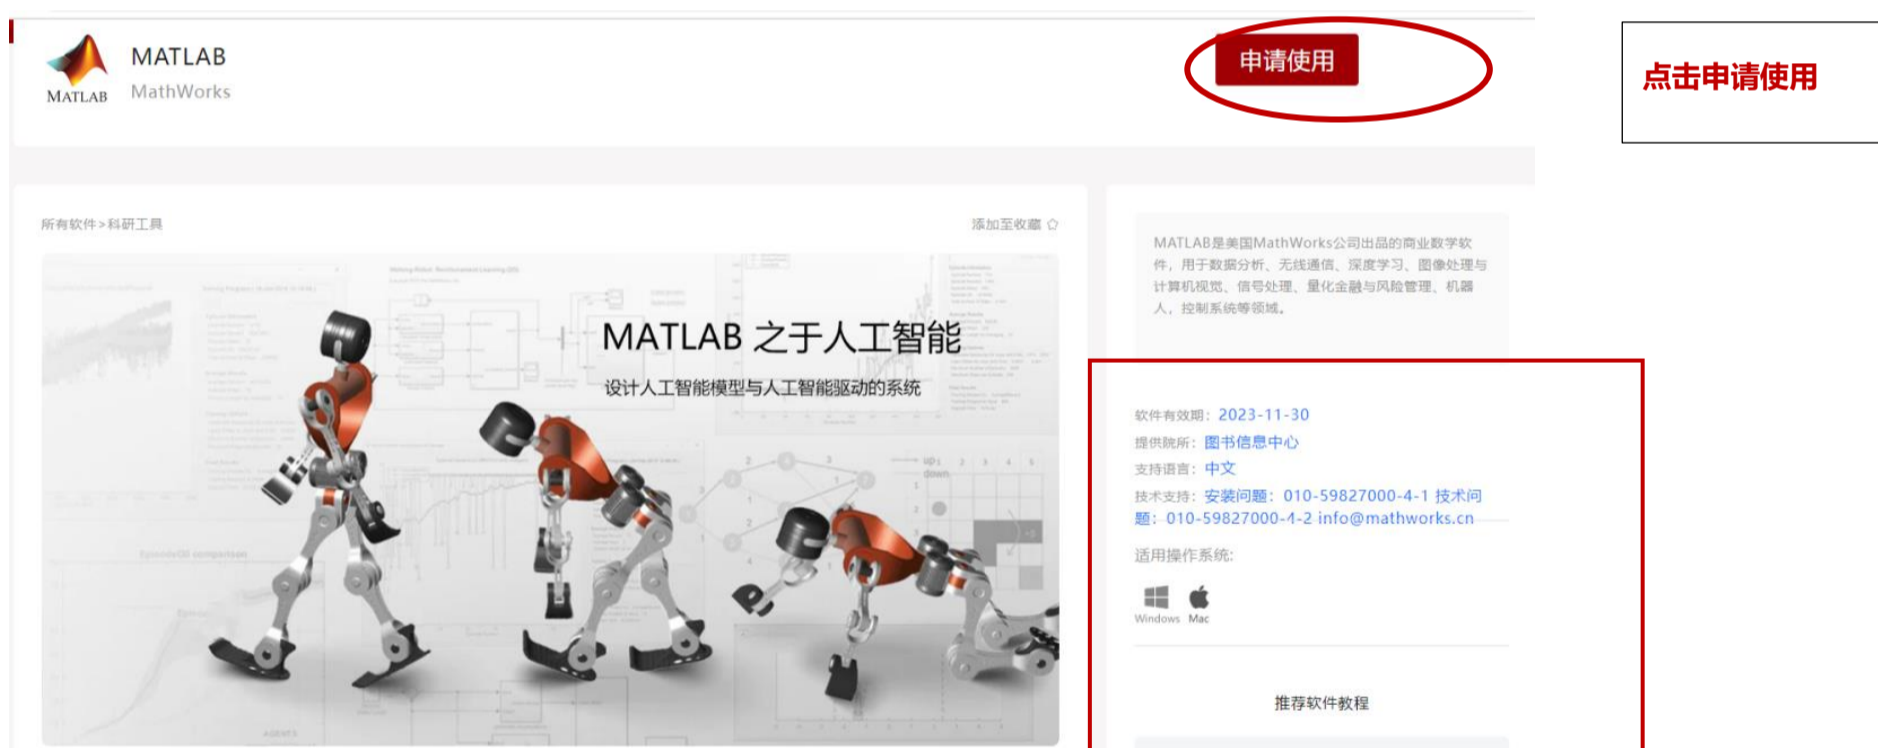 MATLAB
MATLAB
MathWorks
申请使用
点击申请使用
所有软件>科研工具
添加至收藏
MATLAB是美国MathWorks公司出品的商业数学软
件，用于数据分析、无线通信、深度学习、图像处理与
计算机视觉、信号处理、量化金融与风险管理、机器
人，控制系统等领域。
MATLAB 之于人工智能
设计人工智能模型与人工智能驱动的系统
Episode Q0 comparison
AGENTS
up
down
软件有效期：2023-11-30
提供院所：图书信息中心
支持语言：中文
技术支持：安装问题：010-59827000-4-1 技术问
题：010-59827000-4-2 info@mathworks.cn
适用操作系统:
Windows Mac
推荐软件教程